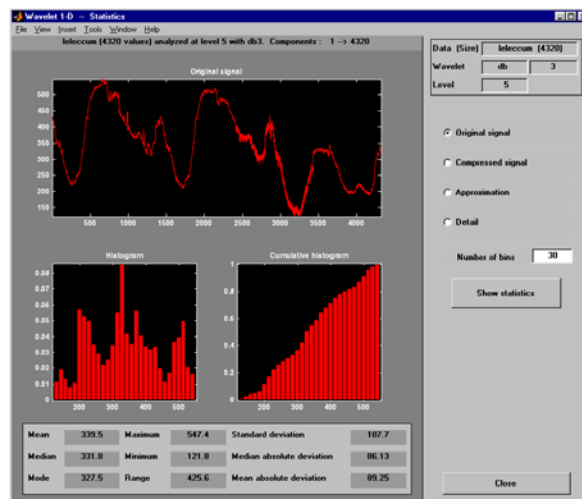 Wavelet 1-D -- Statistics
File View Insert Tools Window Help
leleccum (4320 values) analyzed at level 5 with db3. Components : 1 --> 4320
Original signal
500
450
400
350
300
250
200
150
500 1000 1500 2000 2500 3000 3500 4000
Histogram
0.08
0.07
0.06
0.05
0.04
0.03
0.02
0.01
0
200 300 400 500
Cumulative histogram
1
0.8
0.6
0.4
0.2
0
200 300 400 500
Mean 339.5 Maximum 547.4 Standard deviation 107.7
Median 331.8 Minimum 121.8 Median absolute deviation 86.13
Mode 327.5 Range 425.6 Mean absolute deviation 89.25
Data (Size) leleccum (4320)
Wavelet db 3
Level 5
Original signal
Compressed signal
Approximation
Detail
Number of bins 30
Show statistics
Close